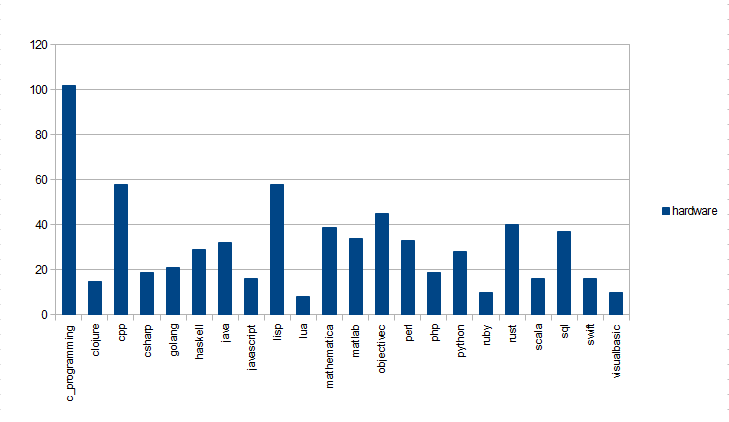 120
100
80
60
40
20
0
hardware
c_programming
clojure
cpp
csharp
golang
haskell
java
javascript
lisp
lua
mathematica
matlab
objectivec
perl
php
python
ruby
rust
scala
sql
swift
visualbasic